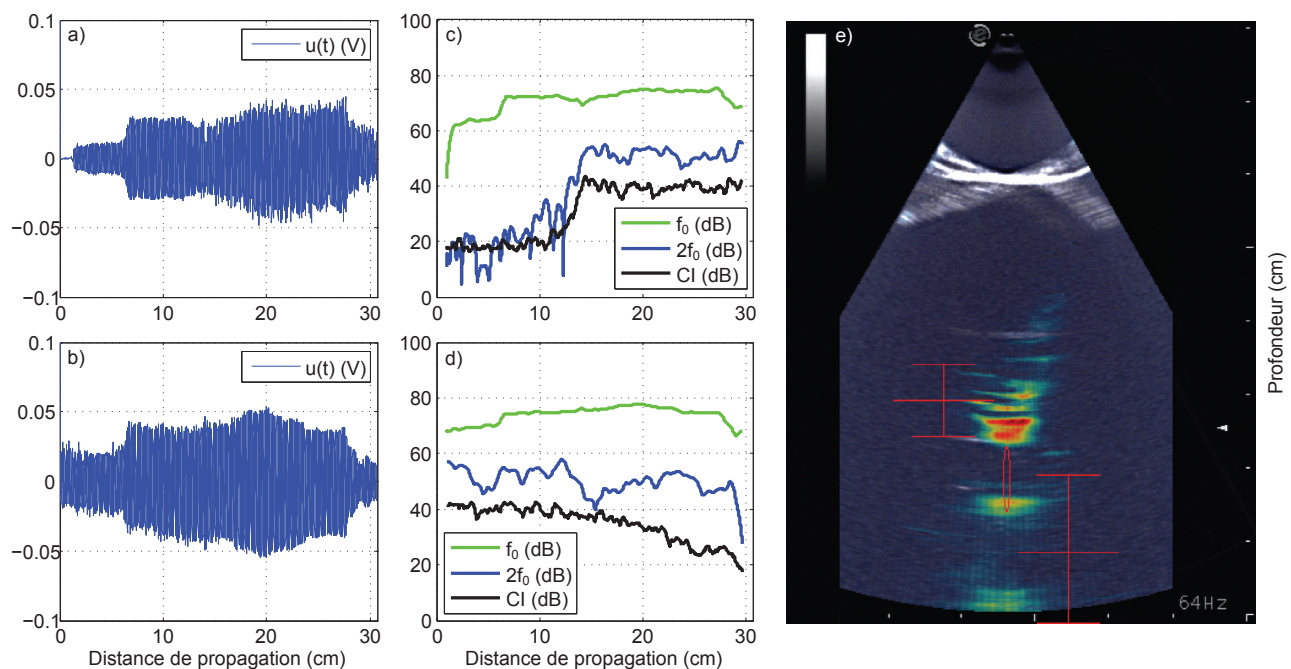 a)
u(t) (V)
0.1
0.05
0
−0.05
−0.1
0
10
20
30
b)
u(t) (V)
0.1
0.05
0
−0.05
−0.1
0
10
20
30
Distance de propagation (cm)
c)
100
80
60
40
20
0
f₀ (dB)
2f₀ (dB)
CI (dB)
0
10
20
30
d)
100
80
60
40
20
0
f₀ (dB)
2f₀ (dB)
CI (dB)
0
10
20
30
Distance de propagation (cm)
e)
e
64Hz
Profondeur (cm)